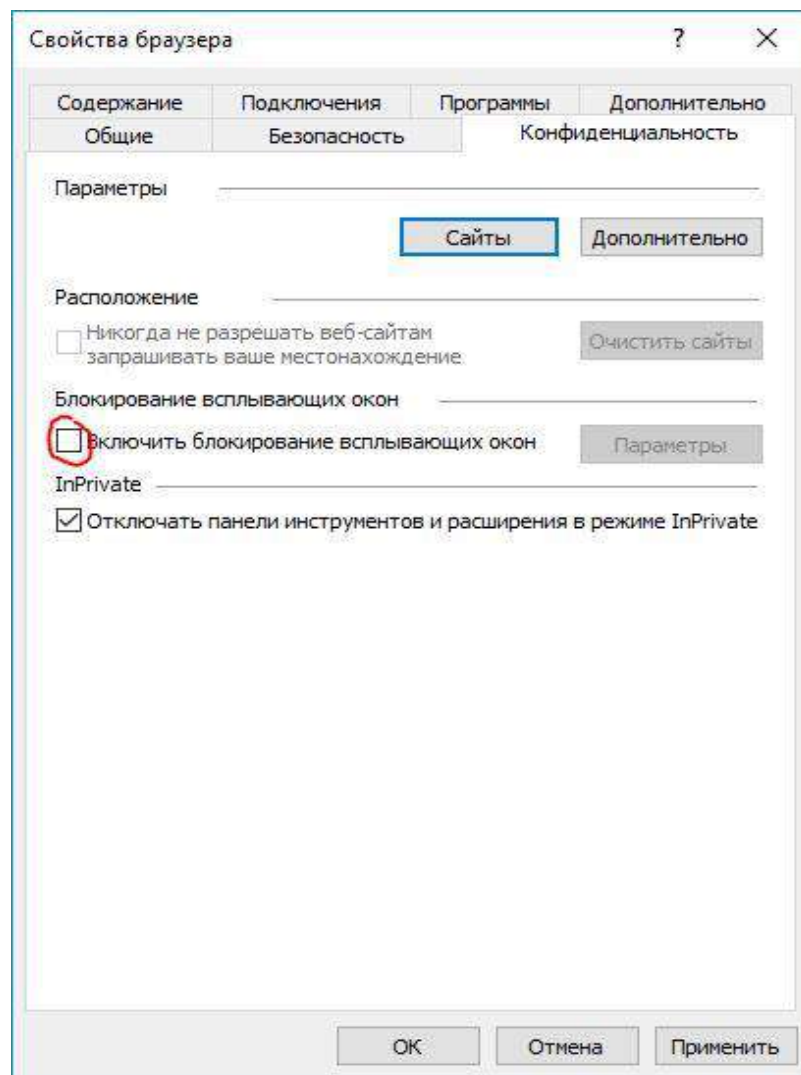 Свойства браузера
?
Содержание Подключения Программы Дополнительно
Общие Безопасность Конфиденциальность
Параметры
Сайты Дополнительно
Расположение
Никогда не разрешать веб-сайтам
запрашивать ваше местонахождение
Очистить сайты
Блокирование всплывающих окон
Включить блокирование всплывающих окон Параметры
InPrivate
Отключать панели инструментов и расширения в режиме InPrivate
ОК Отмена Применить